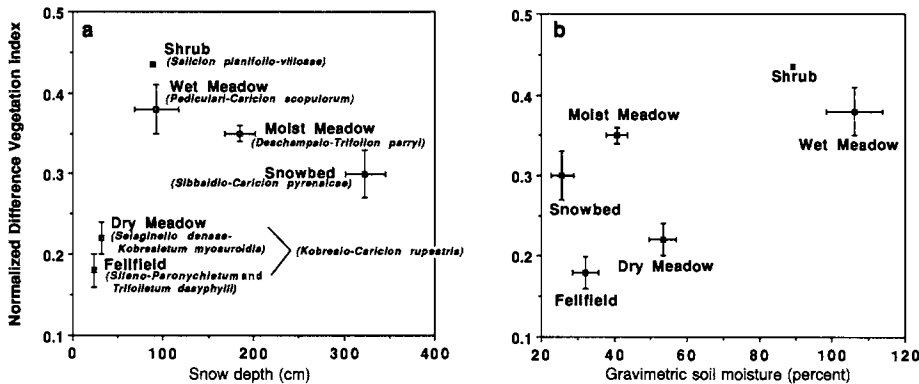 Normalized Difference Vegetation Index
0.5
0.4
0.3
0.2
0.1
a
Shrub
(Salicion planifolio-villosae)
Wet Meadow
(Pediculari-Caricion scopulorum)
Moist Meadow
(Deschampsio-Trifolion parryi)
Snowbed
(Sibbaldio-Caricion pyrenaicae)
Dry Meadow
(Selaginello densae-
Kobresietum myosuroidis)
(Kobresio-Caricion rupestris)
Fellfield
(Sileno-Paronychietum and
Trifolietum dasyphylli)
0 100 200 300 400
Snow depth (cm)
0.5
0.4
0.3
0.2
0.1
b
Shrub
Moist Meadow
Wet Meadow
Snowbed
Dry Meadow
Fellfield
20 40 60 80 100 120
Gravimetric soil moisture (percent)